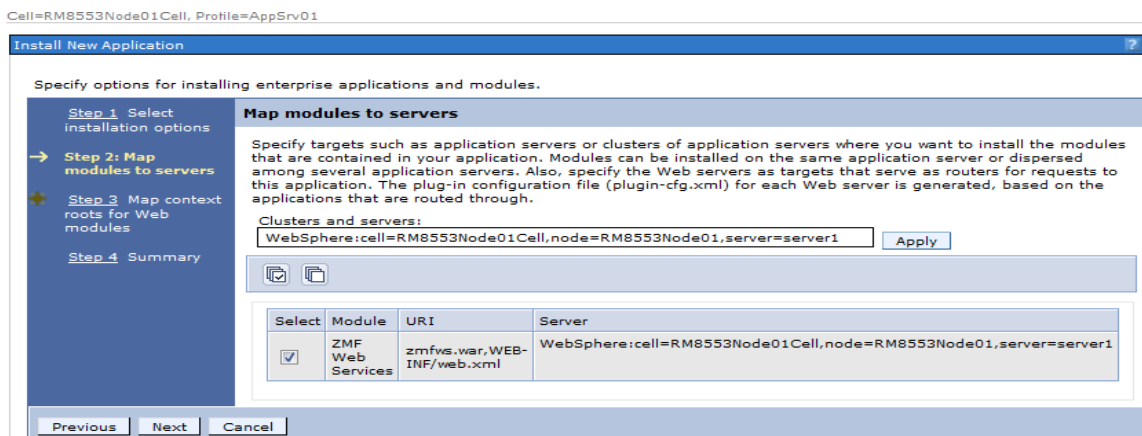 Cell=RM8553Node01Cell, Profile=AppSrv01
Install New Application
?
Specify options for installing enterprise applications and modules.
Step 1 Select
installation options
Step 2: Map
modules to servers
Step 3 Map context
roots for Web
modules
Step 4 Summary
Map modules to servers
Specify targets such as application servers or clusters of application servers where you want to install the modules
that are contained in your application. Modules can be installed on the same application server or dispersed
among several application servers. Also, specify the Web servers as targets that serve as routers for requests to
this application. The plug-in configuration file (plugin-cfg.xml) for each Web server is generated, based on the
applications that are routed through.
Clusters and servers:
WebSphere:cell=RM8553Node01Cell,node=RM8553Node01,server=server1
Apply
Select Module URI Server
ZMF
Web
Services
zmfws.war,WEB-
INF/web.xml
WebSphere:cell=RM8553Node01Cell,node=RM8553Node01,server=server1
Previous Next Cancel